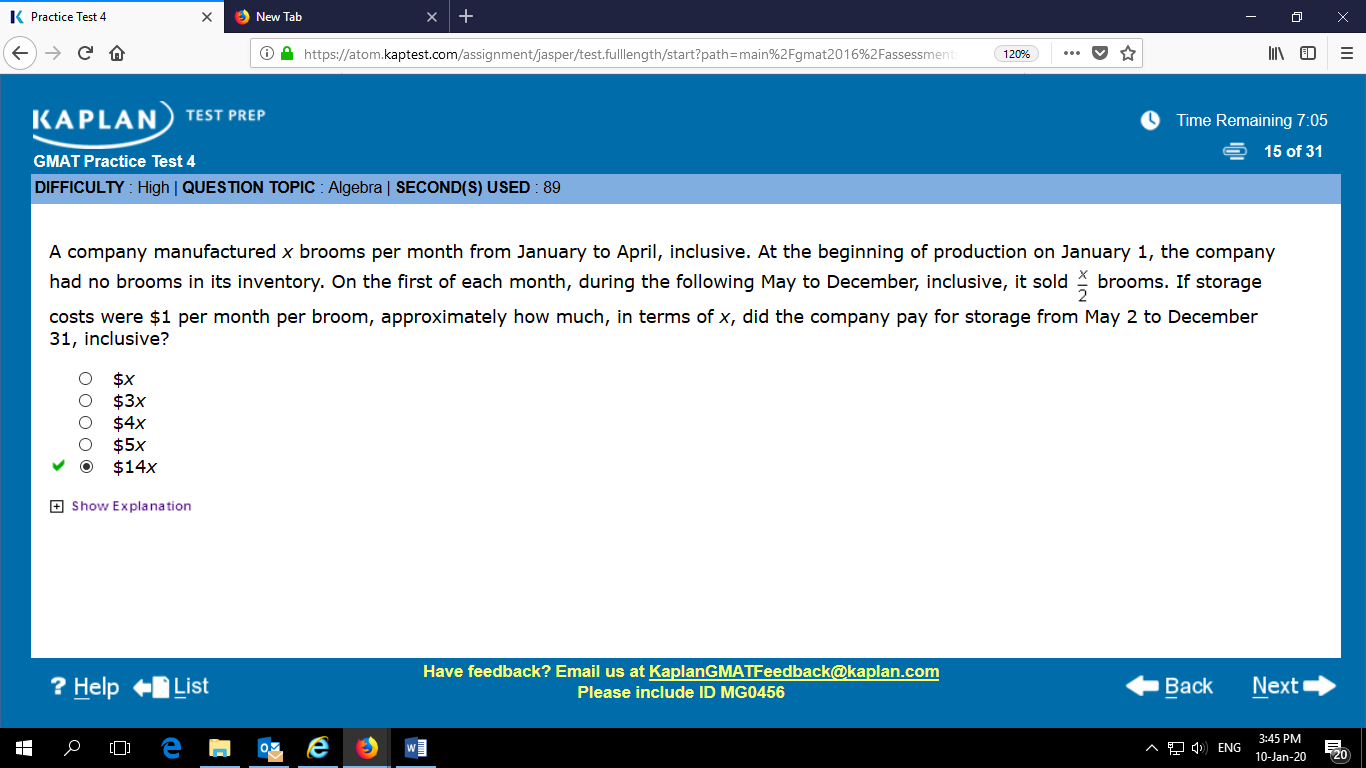 Practice Test 4
New Tab
https://atom.kaptest.com/assignment/jasper/test.fulllength/start?path=main%2Fgmat2016%2Fassessment
120%
KAPLAN TEST PREP
Time Remaining 7:05
GMAT Practice Test 4
15 of 31
DIFFICULTY : High | QUESTION TOPIC : Algebra | SECOND(S) USED : 89
A company manufactured x brooms per month from January to April, inclusive. At the beginning of production on January 1, the company
had no brooms in its inventory. On the first of each month, during the following May to December, inclusive, it sold x/2 brooms. If storage
costs were $1 per month per broom, approximately how much, in terms of x, did the company pay for storage from May 2 to December
31, inclusive?
$x
$3x
$4x
$5x
$14x
Show Explanation
Have feedback? Email us at KaplanGMATFeedback@kaplan.com
Please include ID MG0456
? Help
List
Back
Next
ENG
3:45 PM
10-Jan-20
20